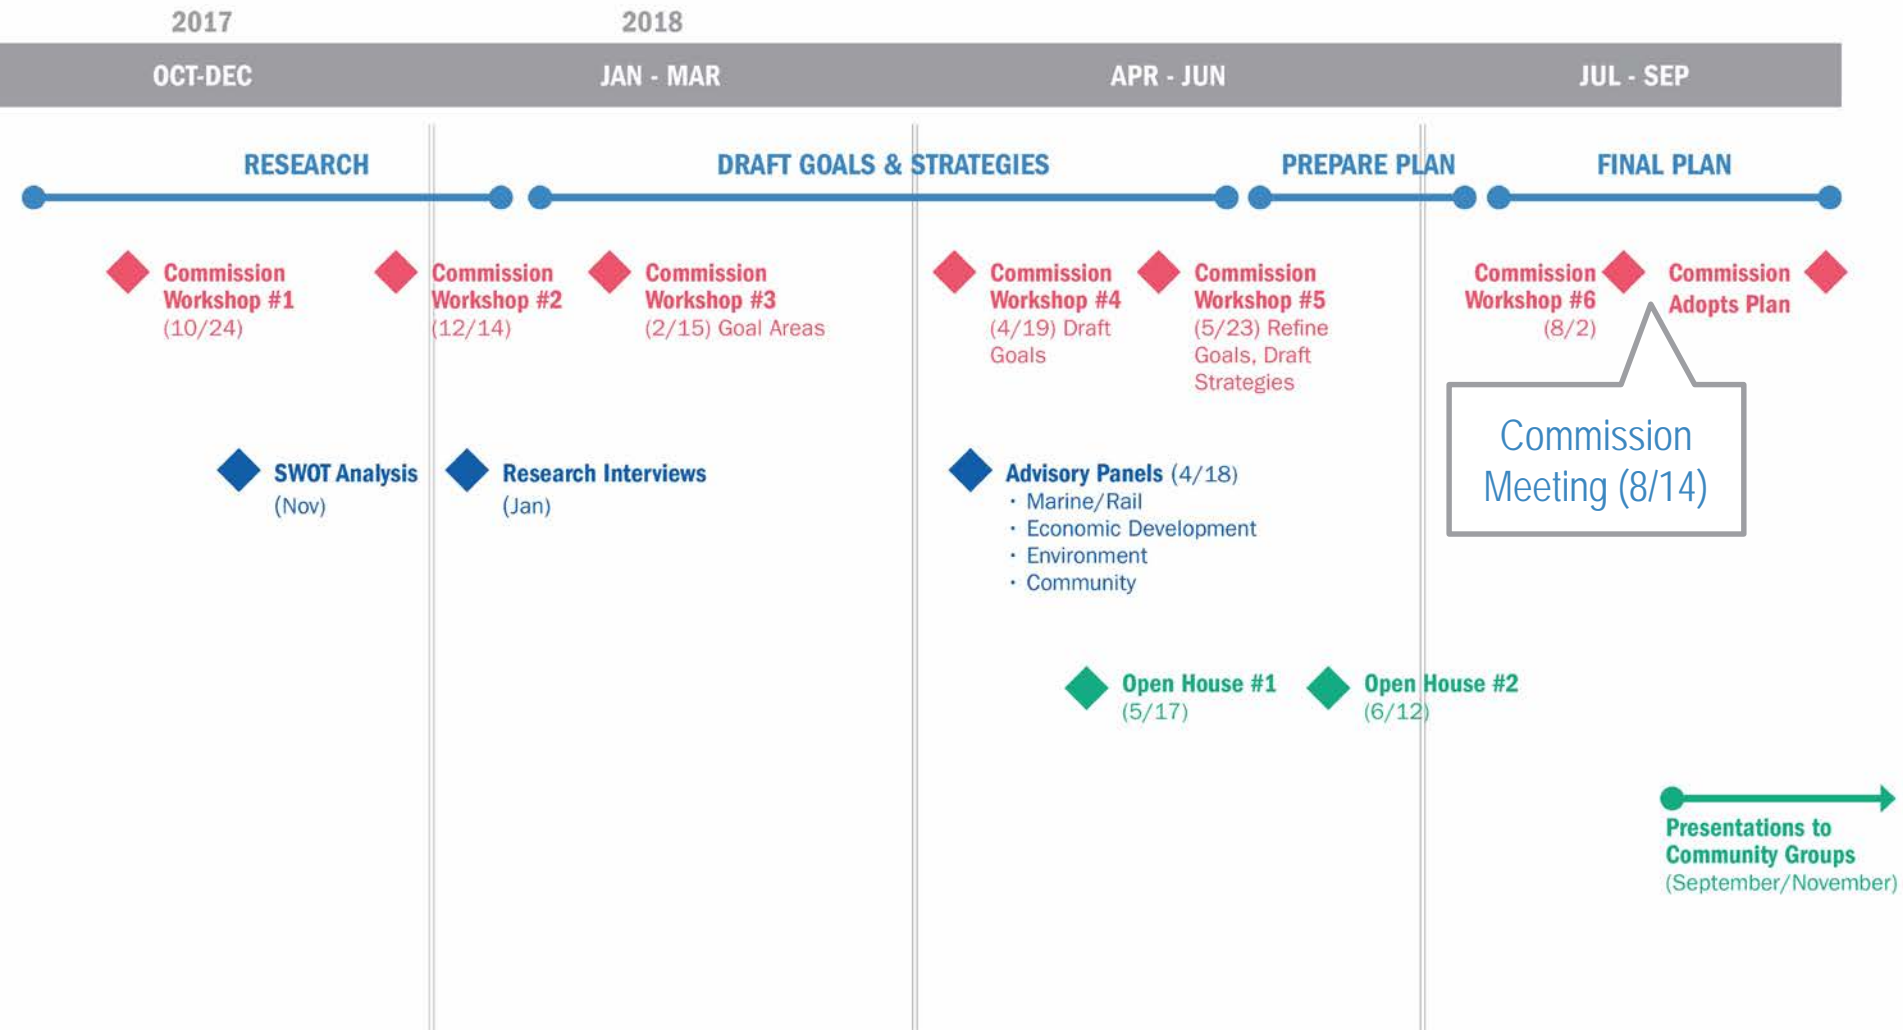 2017
2018
OCT-DEC
JAN - MAR
APR - JUN
JUL - SEP
RESEARCH
DRAFT GOALS & STRATEGIES
PREPARE PLAN
FINAL PLAN
Commission
Workshop #1
(10/24)
Commission
Workshop #2
(12/14)
Commission
Workshop #3
(2/15) Goal Areas
Commission
Workshop #4
(4/19) Draft
Goals
Commission
Workshop #5
(5/23) Refine
Goals, Draft
Strategies
Commission
Workshop #6
(8/2)
Commission
Adopts Plan
Commission
Meeting (8/14)
SWOT Analysis
(Nov)
Research Interviews
(Jan)
Advisory Panels (4/18)
· Marine/Rail
· Economic Development
· Environment
· Community
Open House #1
(5/17)
Open House #2
(6/12)
Presentations to
Community Groups
(September/November)